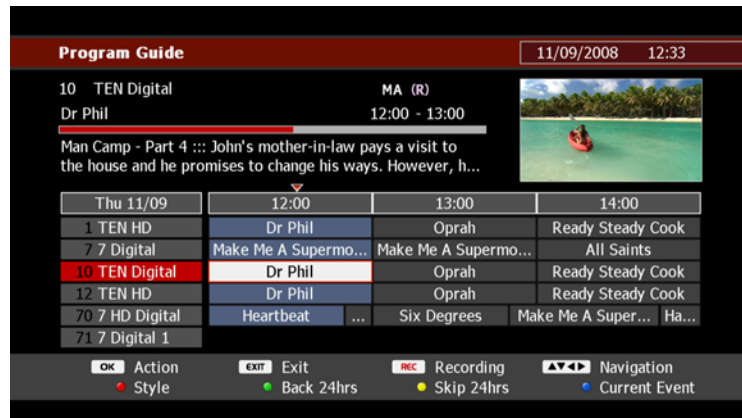 Program Guide 11/09/2008 12:33
10 TEN Digital MA (R)
Dr Phil 12:00 - 13:00
Man Camp - Part 4 ::: John's mother-in-law pays a visit to
the house and he promises to change his ways. However, h...
Thu 11/09 12:00 13:00 14:00
1 TEN HD Dr Phil Oprah Ready Steady Cook
7 7 Digital Make Me A Supermo... Make Me A Supermo... All Saints
10 TEN Digital Dr Phil Oprah Ready Steady Cook
12 TEN HD Dr Phil Oprah Ready Steady Cook
70 7 HD Digital Heartbeat ... Six Degrees Make Me A Super... Ha...
71 7 Digital 1
OK Action EXIT Exit REC Recording ▲▼◀▶ Navigation
Style Back 24hrs Skip 24hrs Current Event